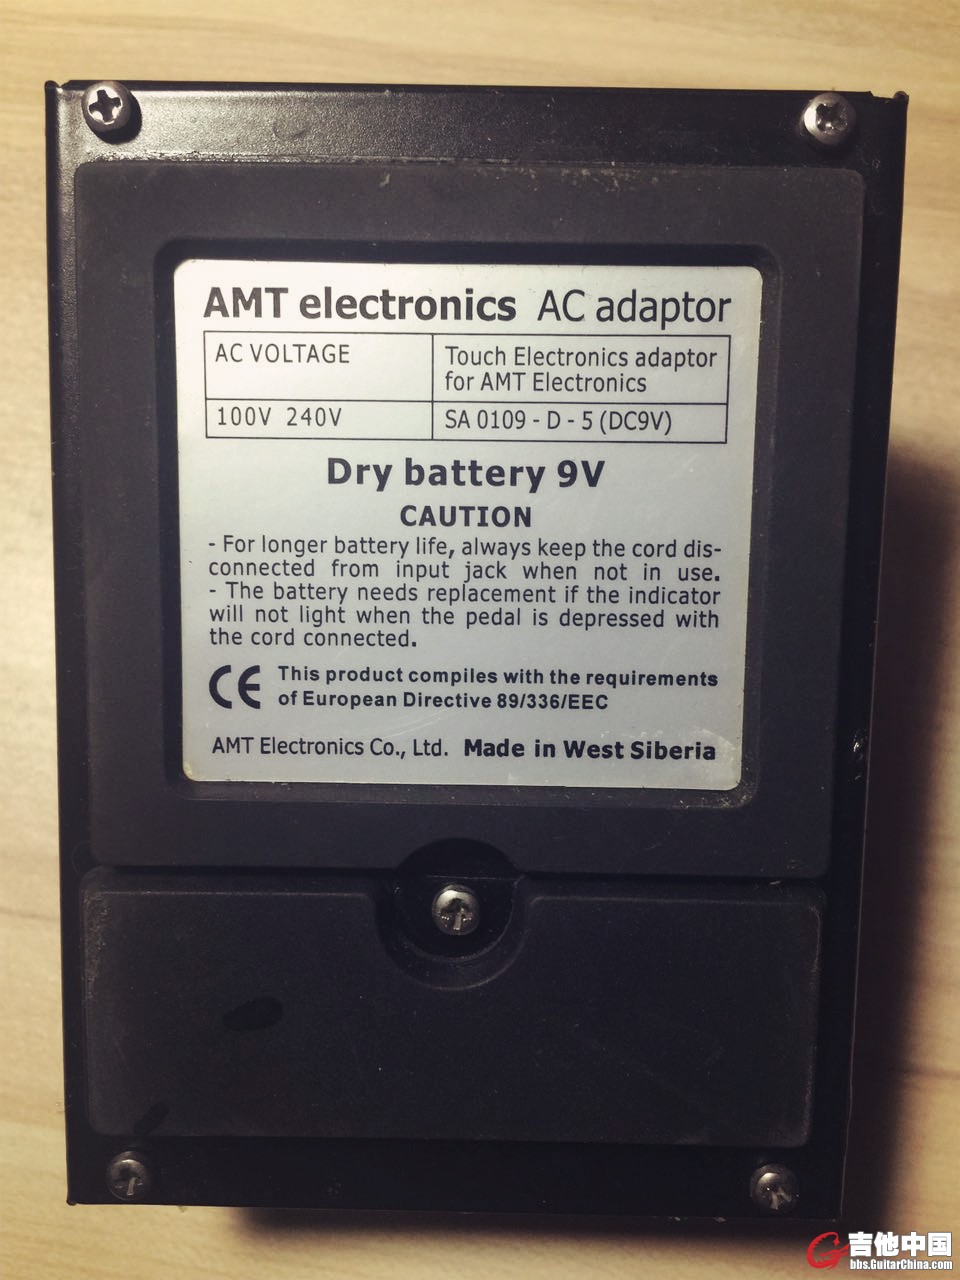 AMT electronics AC adaptor
AC VOLTAGE
Touch Electronics adaptor
for AMT Electronics
100V 240V
SA 0109 - D - 5 (DC9V)
Dry battery 9V
CAUTION
- For longer battery life, always keep the cord dis-
connected from input jack when not in use.
- The battery needs replacement if the indicator
will not light when the pedal is depressed with
the cord connected.
CE This product compiles with the requirements
of European Directive 89/336/EEC
AMT Electronics Co., Ltd. Made in West Siberia
吉他中国
bbs.GuitarChina.com